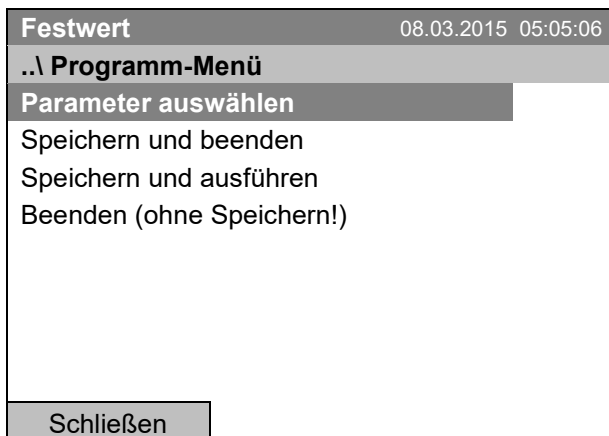 Festwert 08.03.2015 05:05:06
..\ Programm-Menü
Parameter auswählen
Speichern und beenden
Speichern und ausführen
Beenden (ohne Speichern!)
Schließen